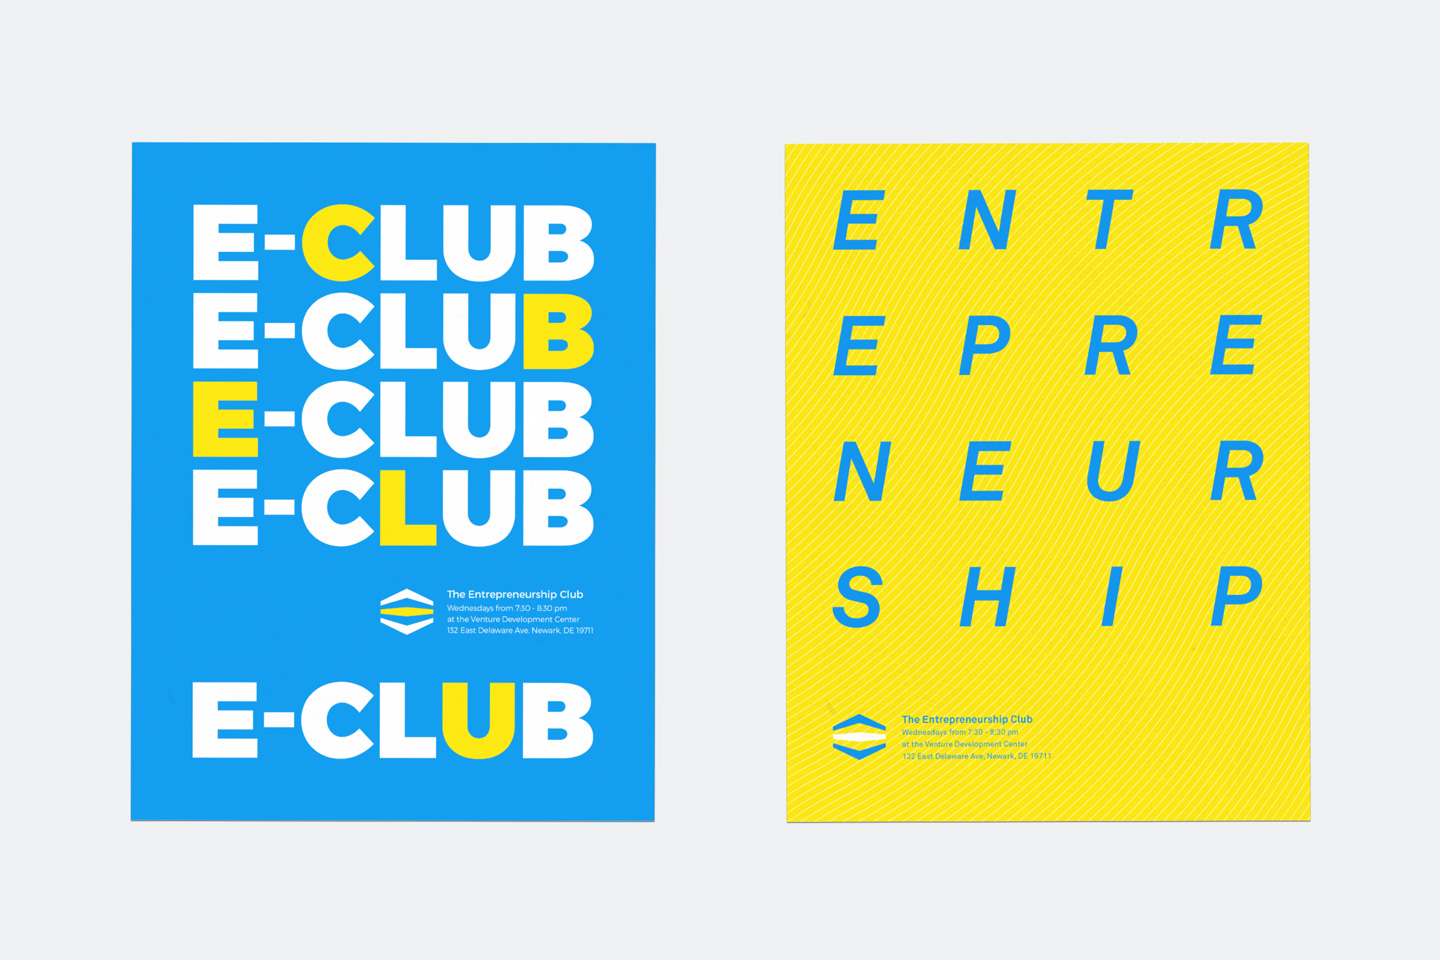 E-CLUB
E-CLUB
E-CLUB
E-CLUB
The Entrepreneurship Club
Wednesdays from 7:30 - 8:30 pm
at the Venture Development Center
132 East Delaware Ave, Newark, DE 19711
E-CLUB
E N T R
E P R E
N E U R
S H I P
The Entrepreneurship Club
Wednesdays from 7:30 - 8:30 pm
at the Venture Development Center
132 East Delaware Ave, Newark, DE 19711